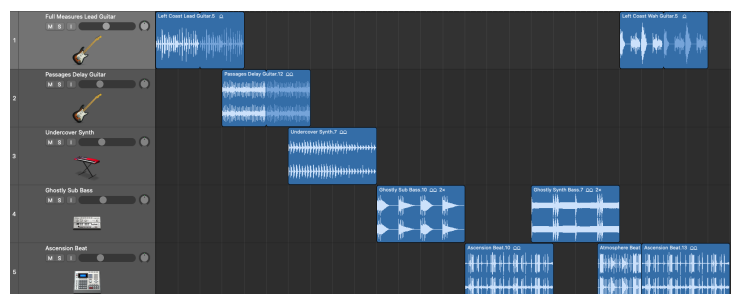 Full Measures Lead Guitar
M S I
Left Coast Lead Guitar.5
Left Coast Wah Guitar.5
1
Passages Delay Guitar
M S I
Passages Delay Guitar.12
2
Undercover Synth
M S I
Undercover Synth.7
3
Ghostly Sub Bass
M S I
Ghostly Sub Bass.10 2×
Ghostly Synth Bass.7 2×
4
Ascension Beat
M S I
Ascension Beat.10
Atmosphere Beat
Ascension Beat.13
5